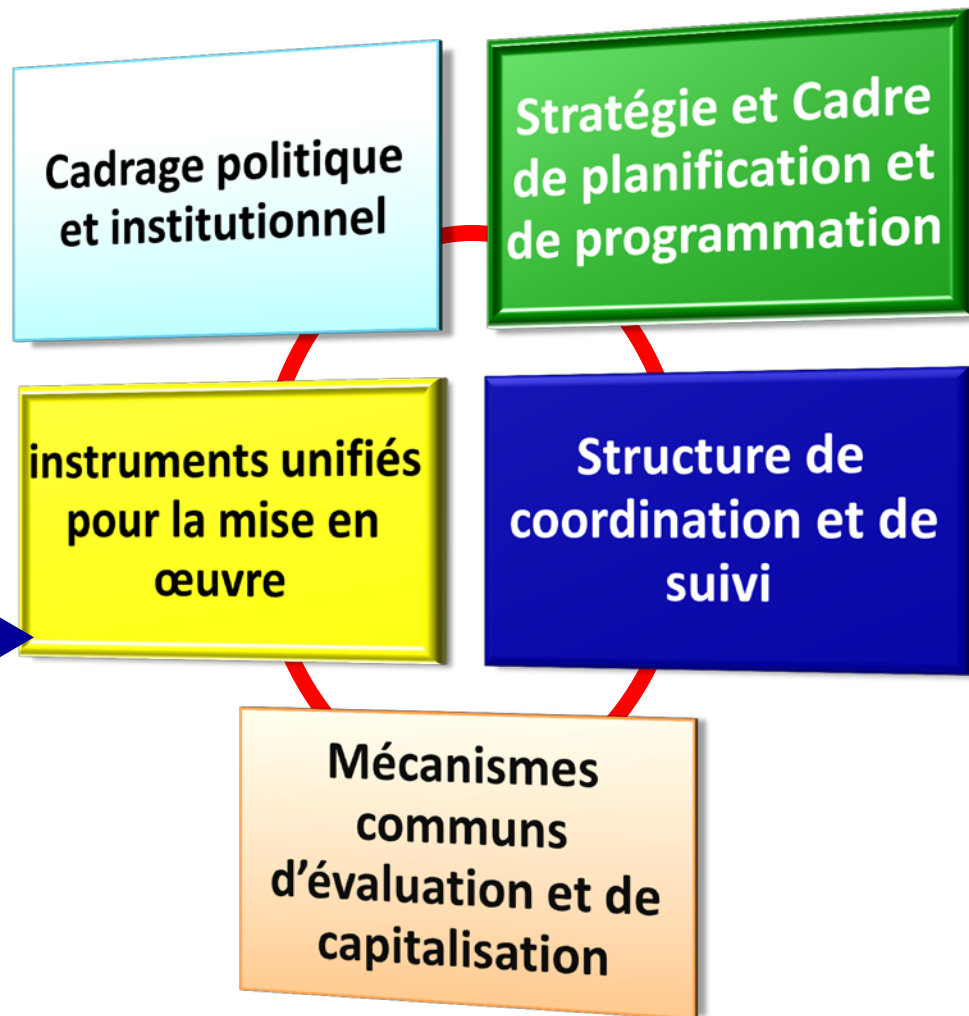 Cadrage politique
et institutionnel
Stratégie et Cadre
de planification et
de programmation
instruments unifiés
pour la mise en
œuvre
Structure de
coordination et de
suivi
Mécanismes
communs
d’évaluation et de
capitalisation